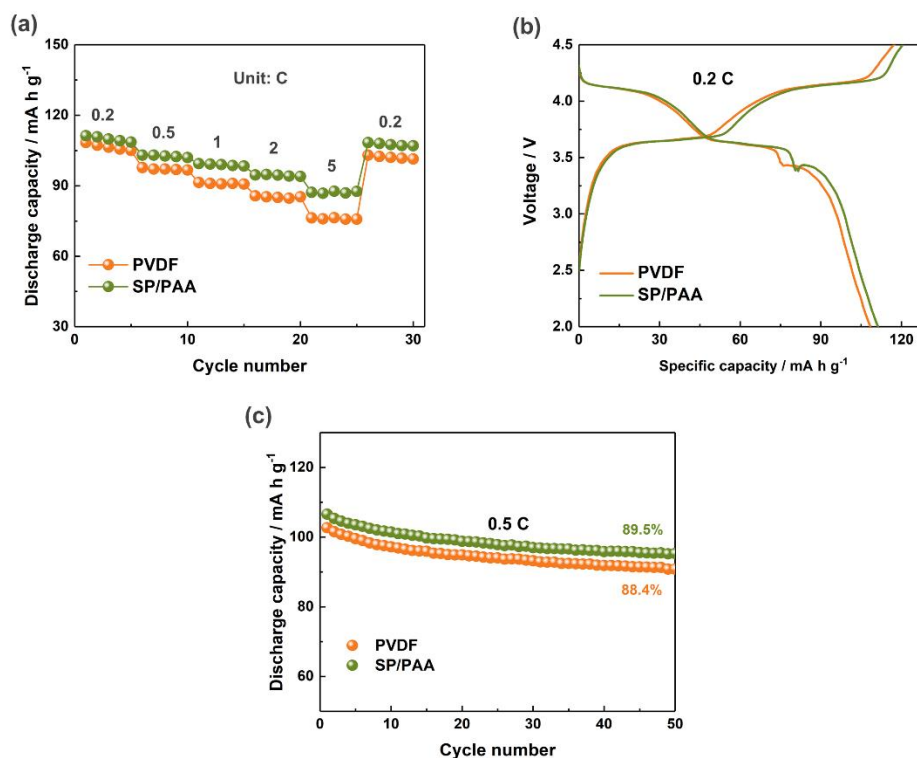 (a)
Discharge capacity / mA h g⁻¹
150
120
90
60
30
Unit: C
0.2
0.5
1
2
5
0.2
PVDF
SP/PAA
0
10
20
30
Cycle number
(b)
Voltage / V
4.5
4.0
3.5
3.0
2.5
2.0
0.2 C
PVDF
SP/PAA
0
30
60
90
120
Specific capacity / mA h g⁻¹
(c)
Discharge capacity / mA h g⁻¹
120
100
80
60
0.5 C
89.5%
88.4%
PVDF
SP/PAA
0
10
20
30
40
50
Cycle number